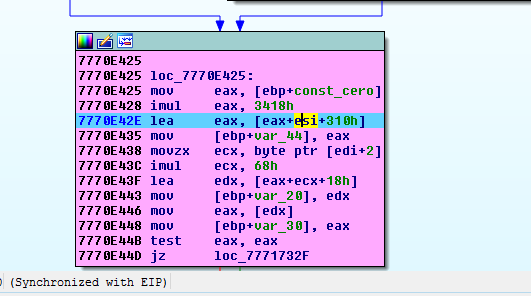 7770E425
7770E425 loc_7770E425:
7770E425 mov eax, [ebp+const_cero]
7770E428 imul eax, 3418h
7770E42E lea eax, [eax+esi+310h]
7770E435 mov [ebp+var_44], eax
7770E438 movzx ecx, byte ptr [edi+2]
7770E43C imul ecx, 68h
7770E43F lea edx, [eax+ecx+18h]
7770E443 mov [ebp+var_20], edx
7770E446 mov eax, [edx]
7770E448 mov [ebp+var_30], eax
7770E44B test eax, eax
7770E44D jz loc_7771732F
(Synchronized with EIP)